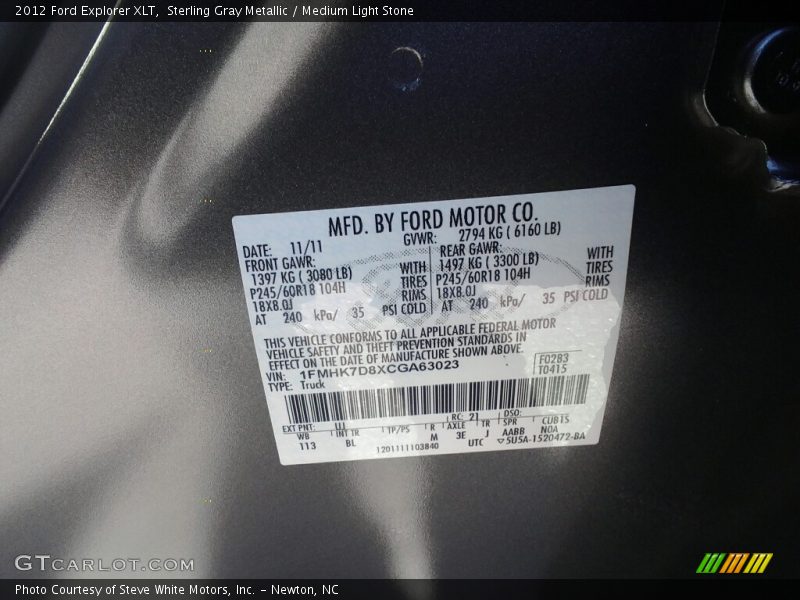 2012 Ford Explorer XLT,  Sterling Gray Metallic / Medium Light Stone
MFD. BY FORD MOTOR CO.
DATE: 11/11 GVWR: 2794 KG ( 6160 LB)
FRONT GAWR: REAR GAWR:
1397 KG ( 3080 LB) WITH 1497 KG ( 3300 LB) WITH
P245/60R18 104H TIRES P245/60R18 104H TIRES
18X8.0J RIMS 18X8.0J RIMS
AT 240 kPa/ 35 PSI COLD AT 240 kPa/ 35 PSI COLD
THIS VEHICLE CONFORMS TO ALL APPLICABLE FEDERAL MOTOR
VEHICLE SAFETY AND THEFT PREVENTION STANDARDS IN
EFFECT ON THE DATE OF MANUFACTURE SHOWN ABOVE.
VIN: 1FMHK7D8XCGA63023 F0283
TYPE: Truck T0415
EXT PNT: UJ RC: 21 DSO:
WB INT TR TP/PS R AXLE TR SPR CUBTS
113 BL M 3E J AABB NOA
1201111103840 UTC 5U5A-1520472-BA
GTCARLOT.COM
Photo Courtesy of Steve White Motors, Inc. – Newton, NC